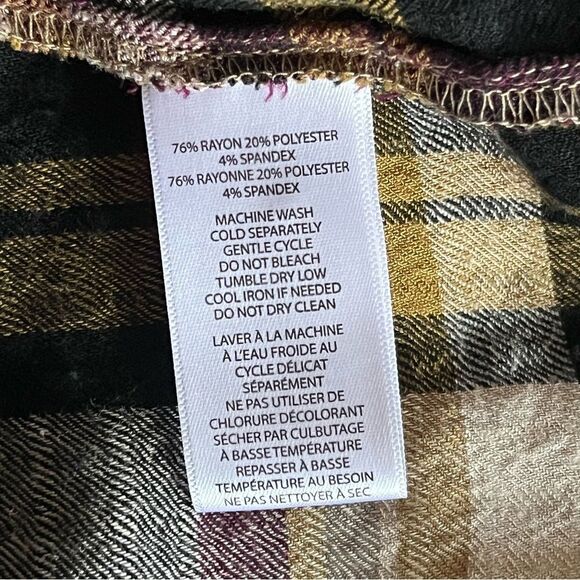 76% RAYON 20% POLYESTER
4% SPANDEX
76% RAYONNE 20% POLYESTER
4% SPANDEX
MACHINE WASH
COLD SEPARATELY
GENTLE CYCLE
DO NOT BLEACH
TUMBLE DRY LOW
COOL IRON IF NEEDED
DO NOT DRY CLEAN
LAVER À LA MACHINE
À L'EAU FROIDE AU
CYCLE DÉLICAT
SÉPARÉMENT
NE PAS UTILISER DE
CHLORURE DÉCOLORANT
SÉCHER PAR CULBUTAGE
À BASSE TEMPÉRATURE
REPASSER À BASSE
TEMPÉRATURE AU BESOIN
NE PAS NETTOYER À SEC